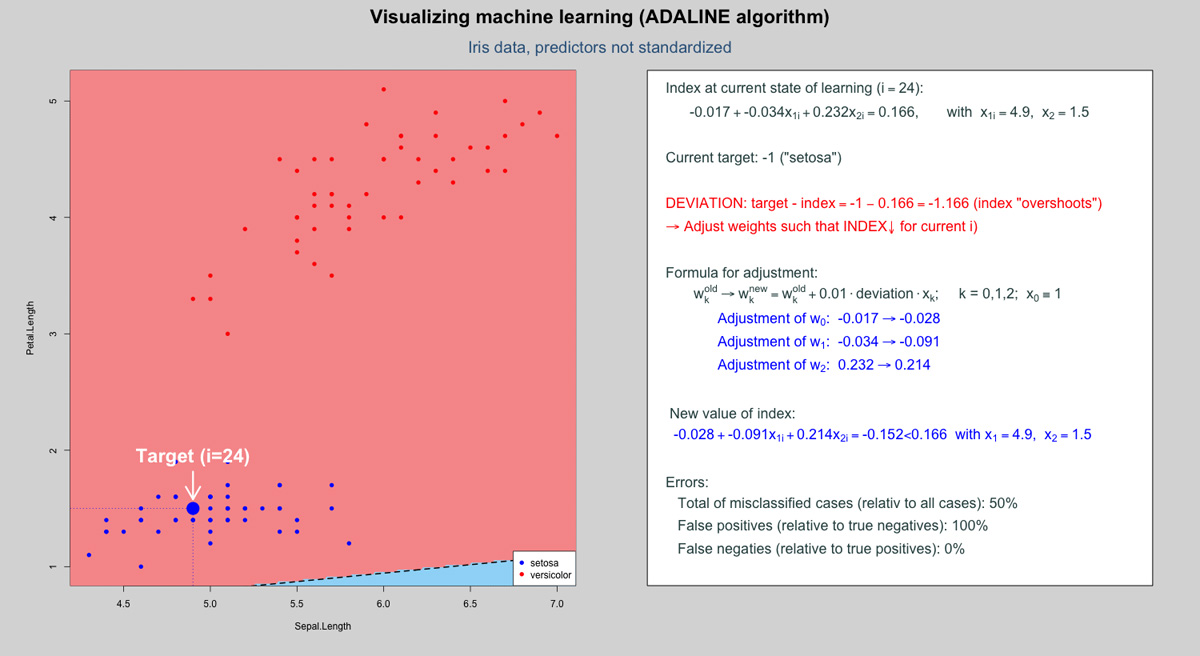 Visualizing machine learning (ADALINE algorithm)
Iris data, predictors not standardized
Petal.Length
5
4
3
2
1
Target (i=24)
setosa
versicolor
4.5 5.0 5.5 6.0 6.5 7.0
Sepal.Length
Index at current state of learning (i = 24):
-0.017 + -0.034x1i + 0.232x2i = 0.166, with x1i = 4.9, x2 = 1.5
Current target: -1 ("setosa")
DEVIATION: target - index = -1 − 0.166 = -1.166 (index "overshoots")
→ Adjust weights such that INDEX↓ for current i)
Formula for adjustment:
wk^old → wk^new = wk^old + 0.01 · deviation · xk; k = 0,1,2; x0 ≡ 1
Adjustment of w0: -0.017 → -0.028
Adjustment of w1: -0.034 → -0.091
Adjustment of w2: 0.232 → 0.214
New value of index:
-0.028 + -0.091x1i + 0.214x2i = -0.152<0.166 with x1 = 4.9, x2 = 1.5
Errors:
Total of misclassified cases (relativ to all cases): 50%
False positives (relative to true negatives): 100%
False negaties (relative to true positives): 0%